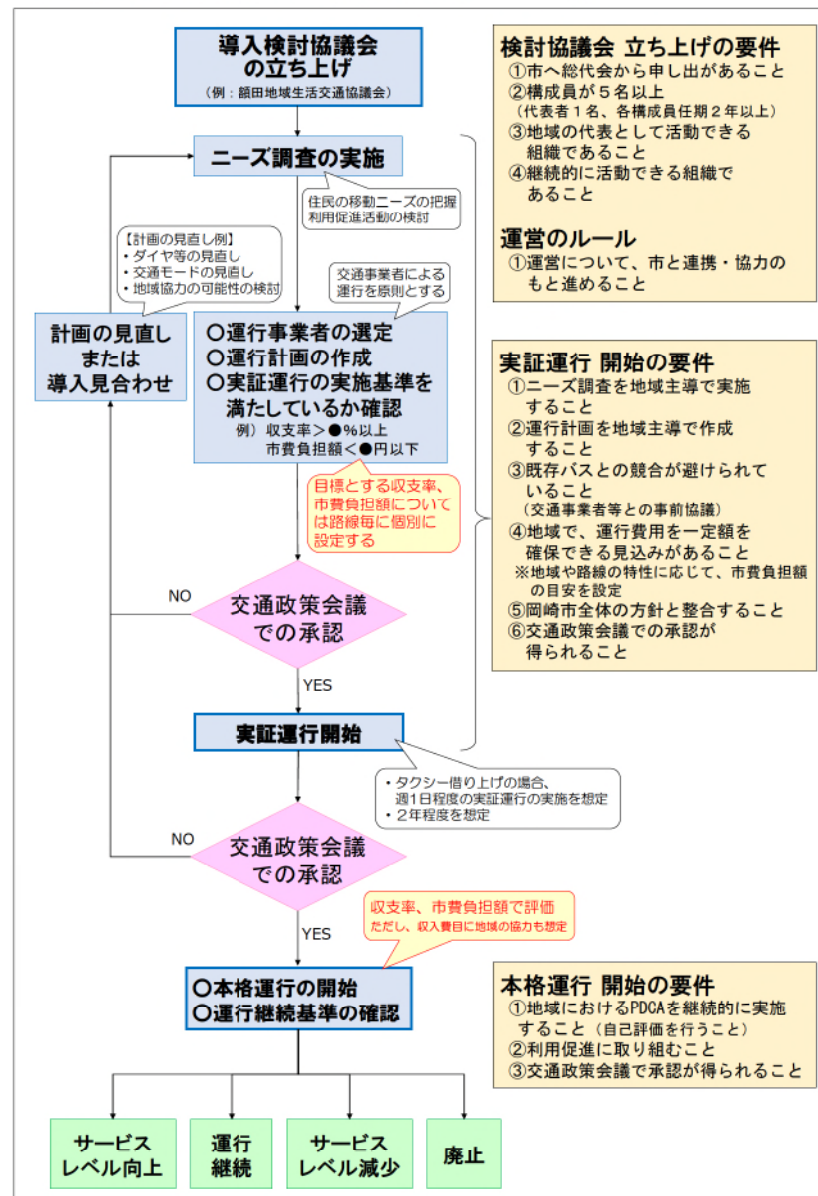 導入検討協議会
の立ち上げ
(例:額田地域生活交通協議会)
ニーズ調査の実施
住民の移動ニーズの把握
利用促進活動の検討
【計画の見直し例】
・ダイヤ等の見直し
・交通モードの見直し
・地域協力の可能性の検討
交通事業者による
運行を原則とする
計画の見直し
または
導入見合わせ
〇運行事業者の選定
〇運行計画の作成
〇実証運行の実施基準を
満たしているか確認
例) 収支率>●%以上
市費負担額<●円以下
目標とする収支率、
市費負担額について
は路線毎に個別に
設定する
NO
交通政策会議
での承認
YES
実証運行開始
・タクシー借り上げの場合、
週1日程度の実証運行の実施を想定
・2年程度を想定
NO
交通政策会議
での承認
収支率、市費負担額で評価
ただし、収入費目に地域の協力も想定
YES
〇本格運行の開始
〇運行継続基準の確認
サービス
レベル向上
運行
継続
サービス
レベル減少
廃止
検討協議会 立ち上げの要件
①市へ総代会から申し出があること
②構成員が5名以上
(代表者1名、各構成員任期2年以上)
③地域の代表として活動できる
組織であること
④継続的に活動できる組織で
あること
運営のルール
①運営について、市と連携・協力の
もと進めること
実証運行 開始の要件
①ニーズ調査を地域主導で実施
すること
②運行計画を地域主導で作成
すること
③既存バスとの競合が避けられて
いること
(交通事業者等との事前協議)
④地域で、運行費用を一定額を
確保できる見込みがあること
※地域や路線の特性に応じて、市費負担額
の目安を設定
⑤岡崎市全体の方針と整合すること
⑥交通政策会議での承認が
得られること
本格運行 開始の要件
①地域におけるPDCAを継続的に実施
すること(自己評価を行うこと)
②利用促進に取り組むこと
③交通政策会議で承認が得られること